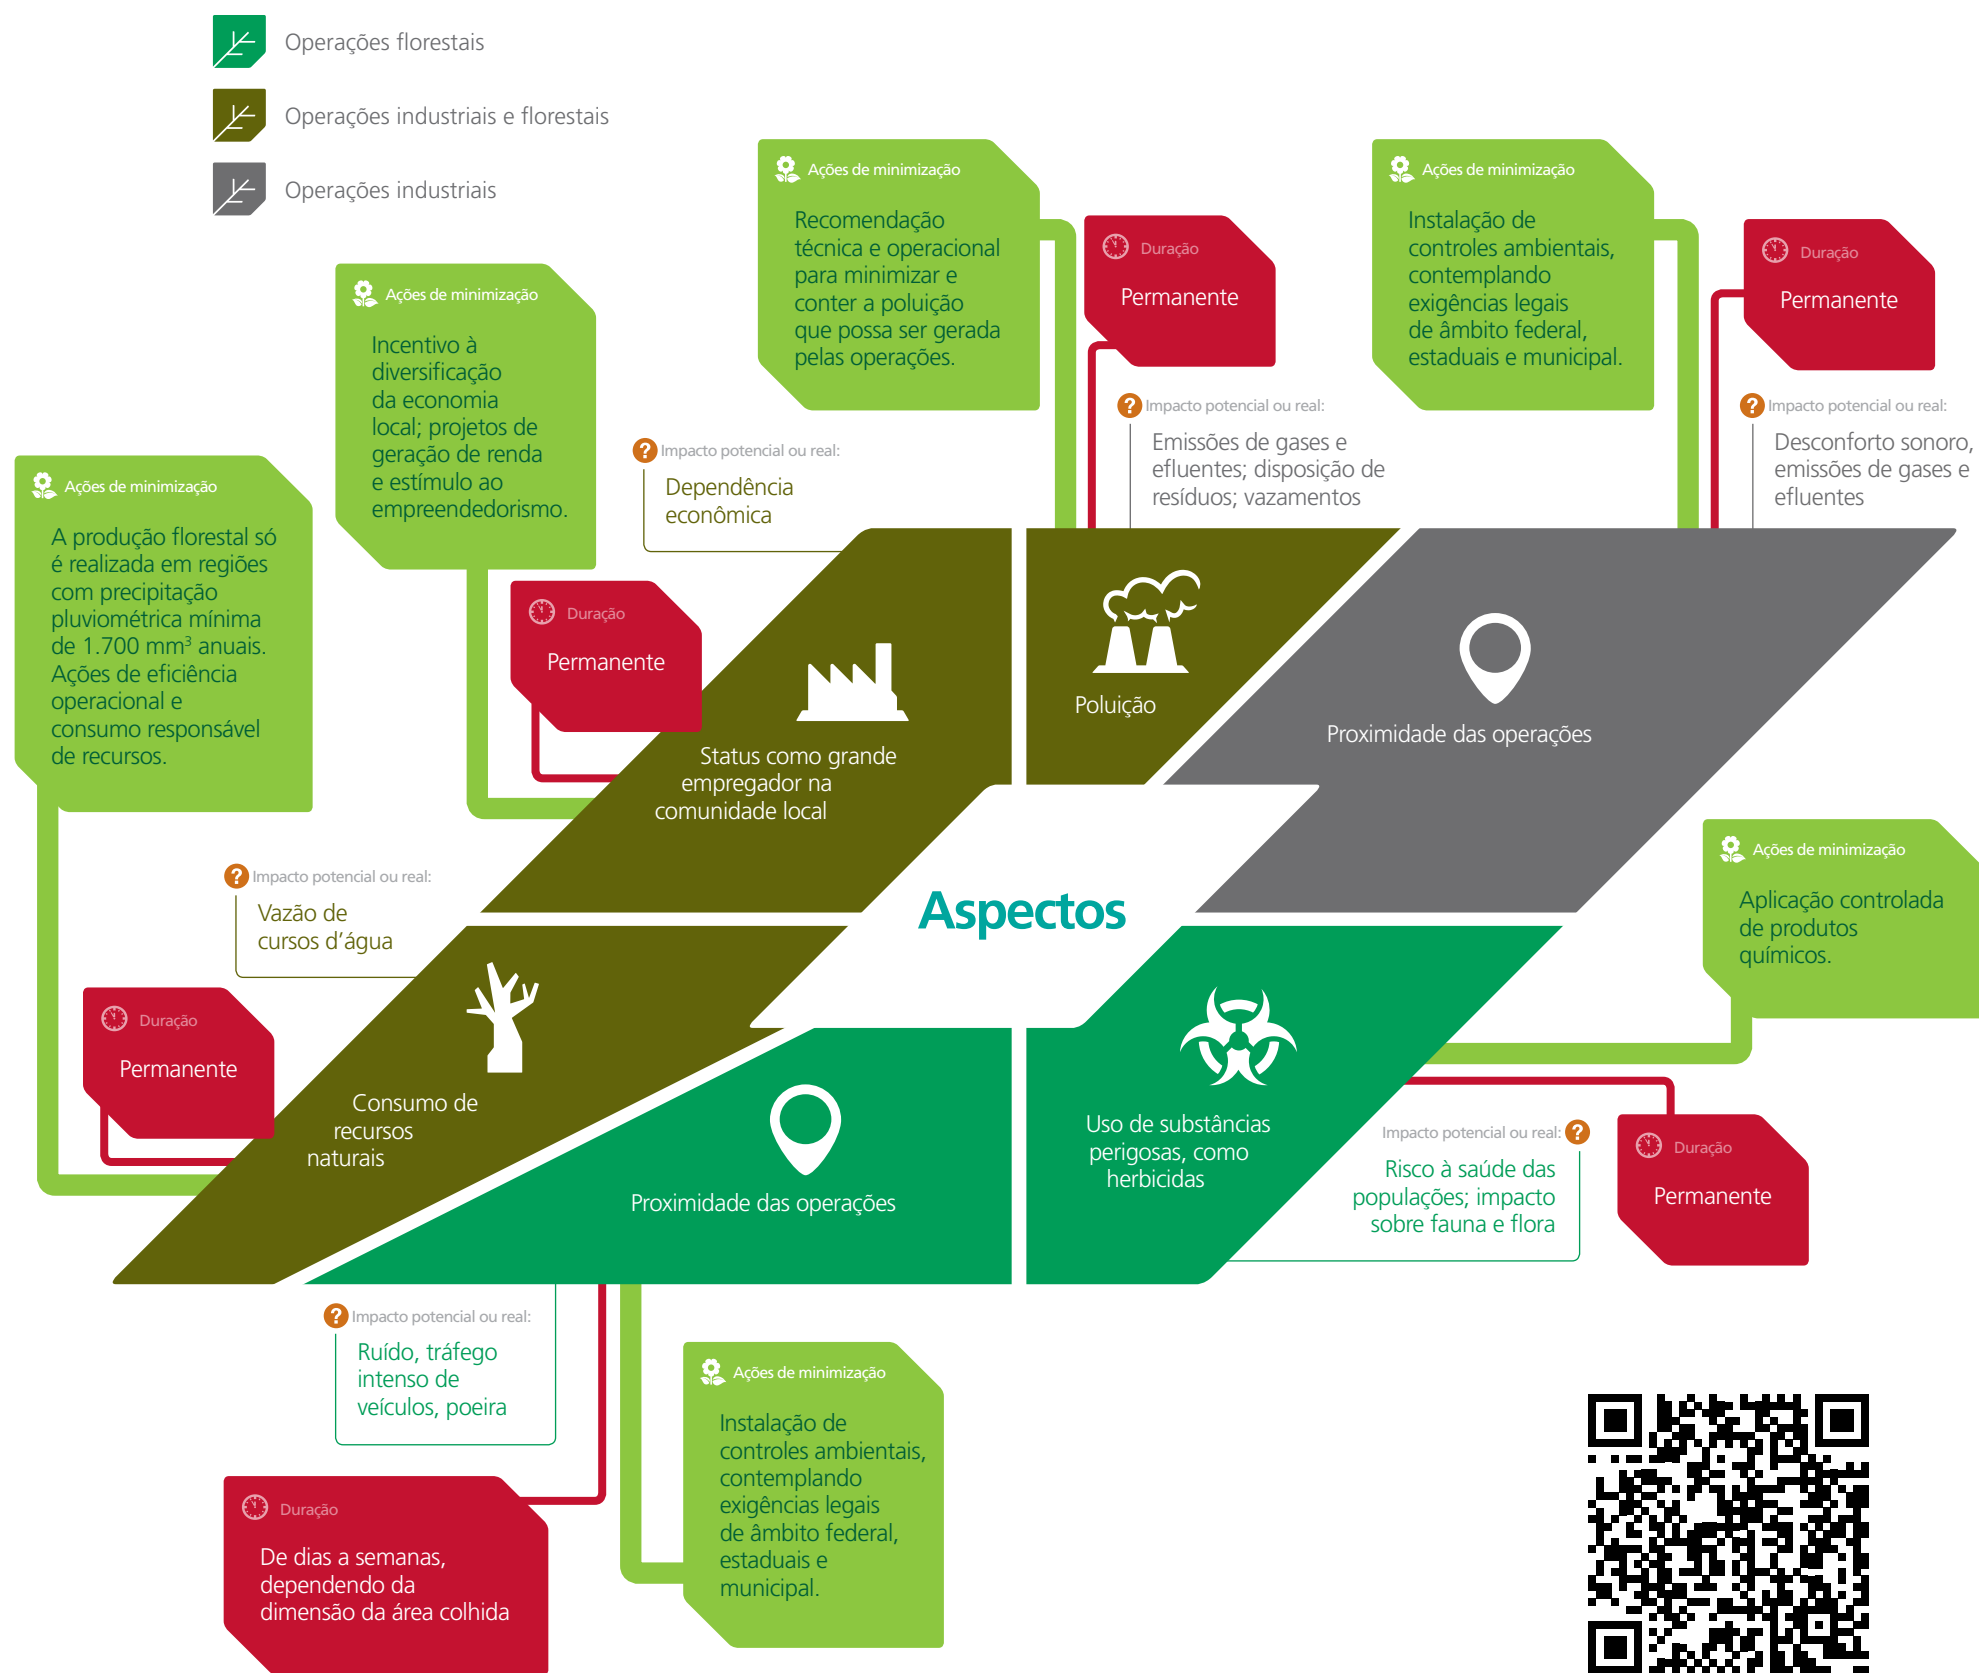 Operações florestais
Operações industriais e florestais
Operações industriais
Ações de minimização
Recomendação
técnica e operacional
para minimizar e
conter a poluição
que possa ser gerada
pelas operações.
Duração
Permanente
Impacto potencial ou real:
Emissões de gases e
efluentes; disposição de
resíduos; vazamentos
Poluição
Ações de minimização
Instalação de
controles ambientais,
contemplando
exigências legais
de âmbito federal,
estaduais e municipal.
Duração
Permanente
Impacto potencial ou real:
Desconforto sonoro,
emissões de gases e
efluentes
Proximidade das operações
Ações de minimização
Incentivo à
diversificação
da economia
local; projetos de
geração de renda
e estímulo ao
empreendedorismo.
Impacto potencial ou real:
Dependência
econômica
Duração
Permanente
Status como grande
empregador na
comunidade local
Ações de minimização
A produção florestal só
é realizada em regiões
com precipitação
pluviométrica mínima
de 1.700 mm³ anuais.
Ações de eficiência
operacional e
consumo responsável
de recursos.
Impacto potencial ou real:
Vazão de
cursos d’água
Duração
Permanente
Consumo de
recursos
naturais
Aspectos
Ações de minimização
Aplicação controlada
de produtos
químicos.
Uso de substâncias
perigosas, como
herbicidas
Impacto potencial ou real:
Risco à saúde das
populações; impacto
sobre fauna e flora
Duração
Permanente
Proximidade das operações
Impacto potencial ou real:
Ruído, tráfego
intenso de
veículos, poeira
Duração
De dias a semanas,
dependendo da
dimensão da área colhida
Ações de minimização
Instalação de
controles ambientais,
contemplando
exigências legais
de âmbito federal,
estaduais e
municipal.